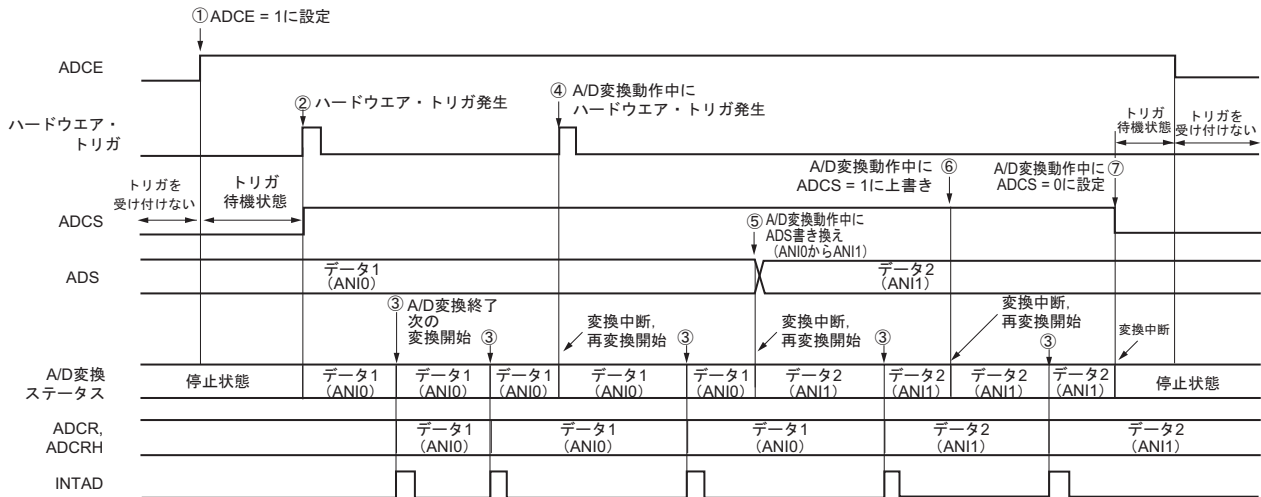 ① ADCE = 1に設定
ADCE
② ハードウエア・トリガ発生
④ A/D変換動作中に
ハードウエア・トリガ発生
ハードウエア・
トリガ
トリガ
待機状態
トリガを
受け付けない
トリガを
受け付けない
トリガ
待機状態
A/D変換動作中に ⑥
ADCS = 1に上書き
A/D変換動作中に ⑦
ADCS = 0に設定
ADCS
⑤ A/D変換動作中に
ADS書き換え
(ANI0からANI1)
ADS
データ1
(ANI0)
データ2
(ANI1)
③ A/D変換終了
次の
変換開始
③
変換中断,
再変換開始
③
変換中断,
再変換開始
③
変換中断,
再変換開始
③
変換中断
A/D変換
ステータス
停止状態
データ1
(ANI0)
データ1
(ANI0)
データ1
(ANI0)
データ1
(ANI0)
データ1
(ANI0)
データ2
(ANI1)
データ2
(ANI1)
データ2
(ANI1)
データ2
(ANI1)
停止状態
ADCR,
ADCRH
データ1
(ANI0)
データ1
(ANI0)
データ1
(ANI0)
データ2
(ANI1)
データ2
(ANI1)
INTAD